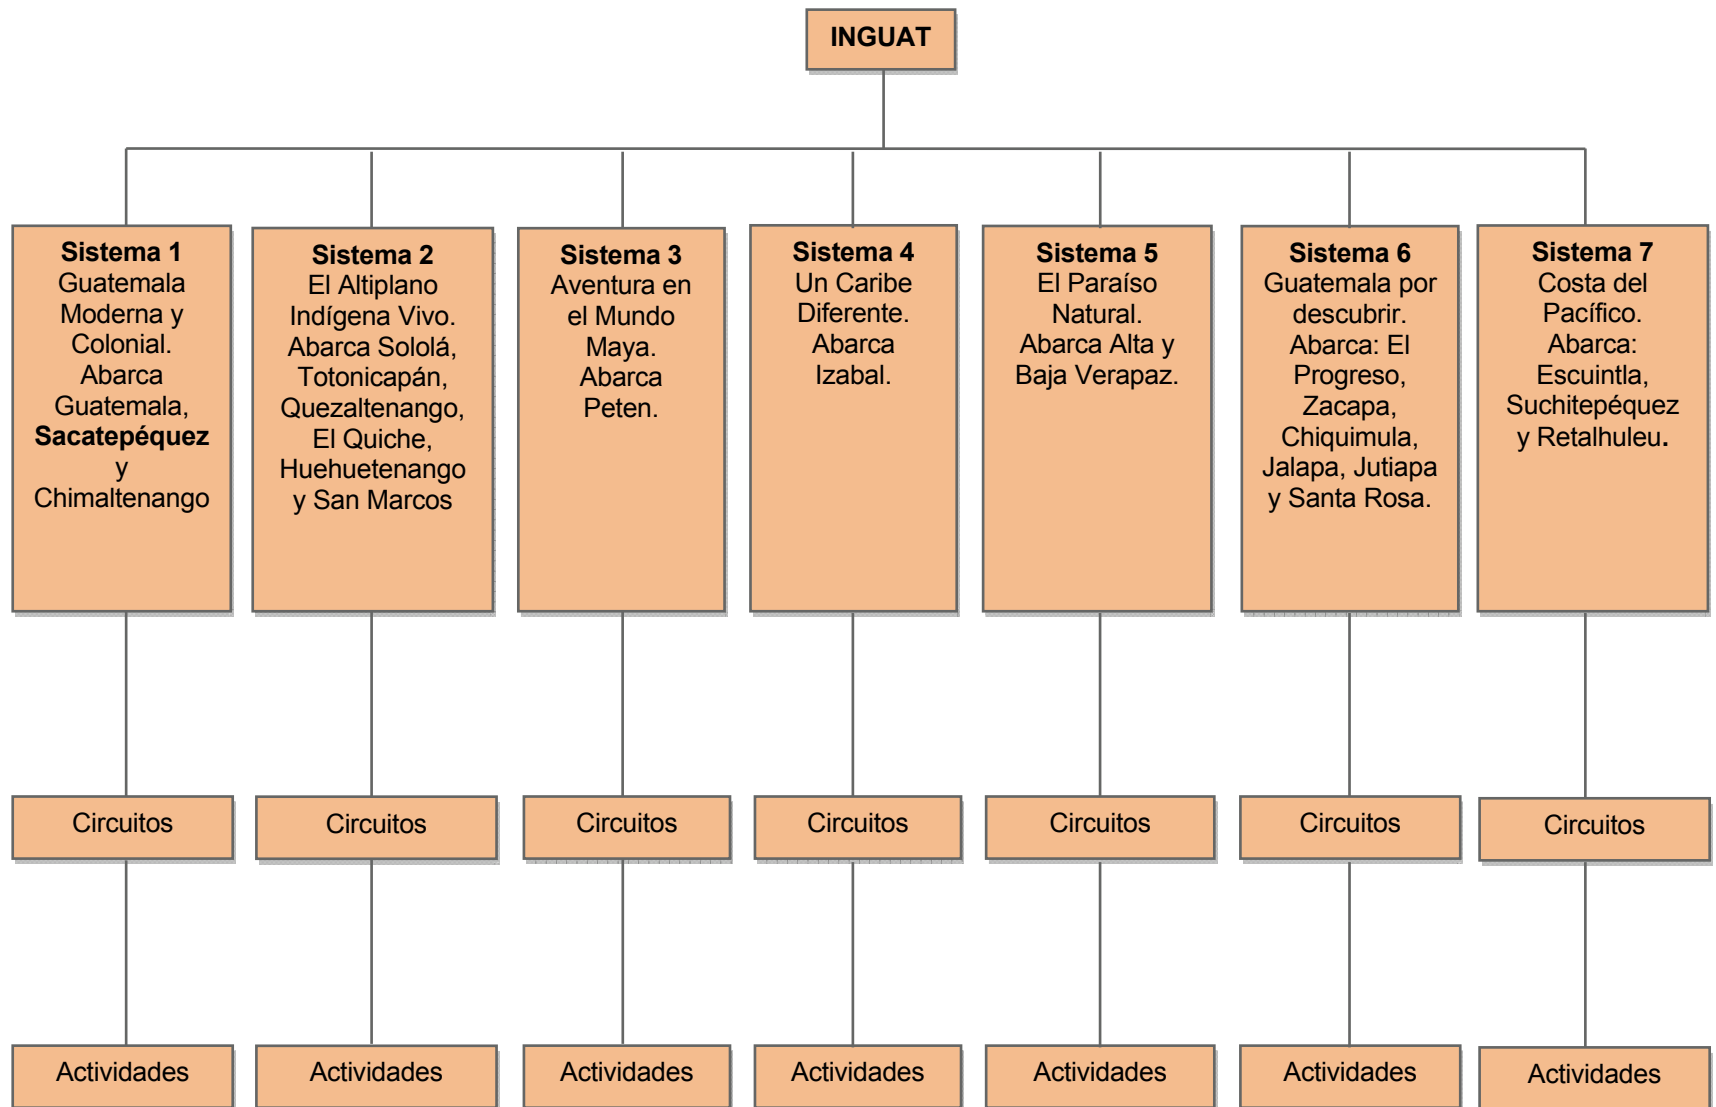 INGUAT
Sistema 1
Guatemala
Moderna y
Colonial.
Abarca
Guatemala,
Sacatepéquez
y
Chimaltenango
Sistema 2
El Altiplano
Indígena Vivo.
Abarca Sololá,
Totonicapán,
Quezaltenango,
El Quiche,
Huehuetenango
y San Marcos
Sistema 3
Aventura en
el Mundo
Maya.
Abarca
Peten.
Sistema 4
Un Caribe
Diferente.
Abarca
Izabal.
Sistema 5
El Paraíso
Natural.
Abarca Alta y
Baja Verapaz.
Sistema 6
Guatemala por
descubrir.
Abarca: El
Progreso,
Zacapa,
Chiquimula,
Jalapa, Jutiapa
y Santa Rosa.
Sistema 7
Costa del
Pacífico.
Abarca:
Escuintla,
Suchitepéquez
y Retalhuleu.
Circuitos
Circuitos
Circuitos
Circuitos
Circuitos
Circuitos
Circuitos
Actividades
Actividades
Actividades
Actividades
Actividades
Actividades
Actividades